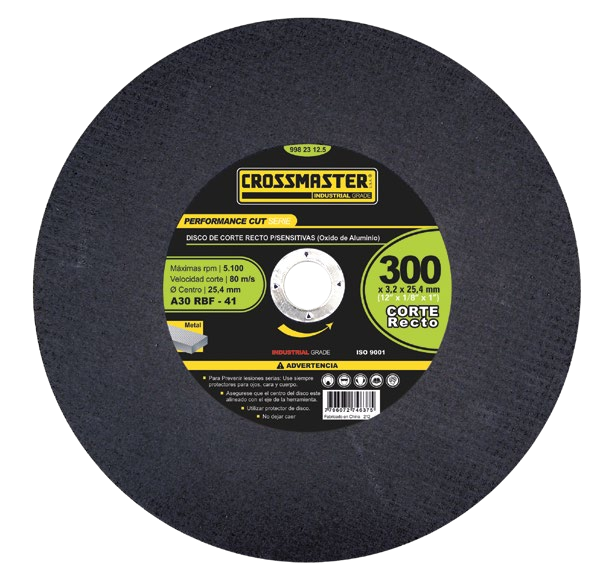 998 23 12.5
CROSSMASTER
INDUSTRIAL GRADE
PERFORMANCE CUT SERIE
DISCO DE CORTE RECTO P/SENSITIVAS (Oxido de Aluminio)
Máximas rpm | 5.100
Velocidad corte | 80 m/s
Ø Centro | 25,4 mm
A30 RBF - 41
300
x 3,2 x 25,4 mm
(12" x 1/8" x 1")
CORTE
Recto
Metal
INDUSTRIAL GRADE
ISO 9001
ADVERTENCIA
• Para Prevenir lesiones serias: Use siempre
protectores para ojos, cara y cuerpo.
• Asegurese que el centro del disco este
alineado con el eje de la herramienta.
• Utilizar protector de disco.
• No dejar caer
7798072746375
Fabricado en China